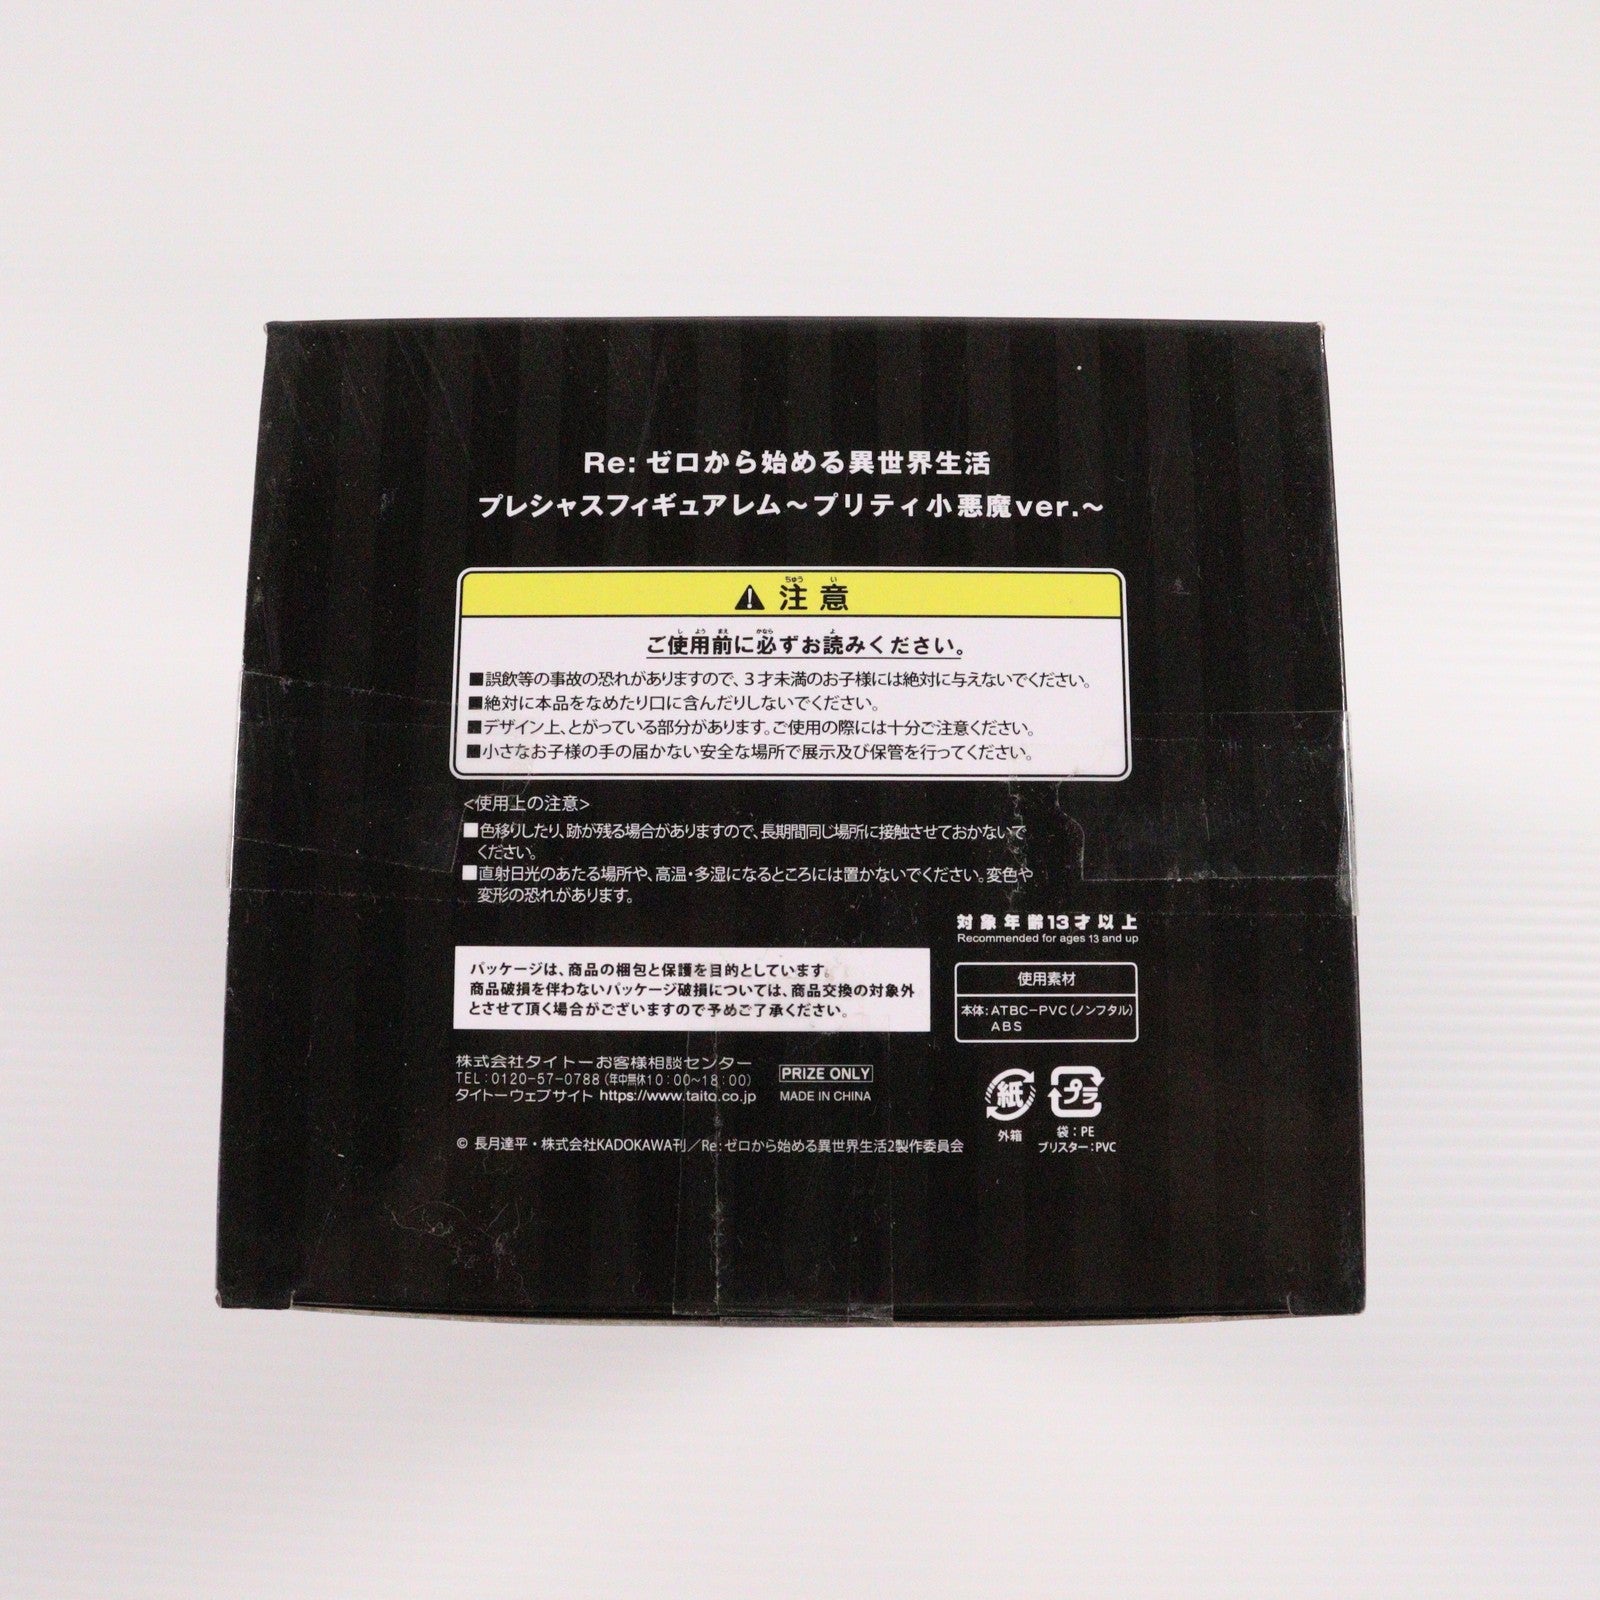 Re: ゼロから始める異世界生活
プレシャスフィギュアレム～プリティ小悪魔ver.～
⚠ 注意
ご使用前に必ずお読みください。
■誤飲等の事故の恐れがありますので、3才未満のお子様には絶対に与えないでください。
■絶対に本品をなめたり口に含んだりしないでください。
■デザイン上、とがっている部分があります。ご使用の際には十分ご注意ください。
■小さなお子様の手の届かない安全な場所で展示及び保管を行ってください。
<使用上の注意>
■色移りしたり、跡が残る場合がありますので、長期間同じ場所に接触させておかないで
ください。
■直射日光のあたる場所や、高温・多湿になるところには置かないでください。変色や
変形の恐れがあります。
対象年齢13才以上
Recommended for ages 13 and up
パッケージは、商品の梱包と保護を目的としています。
商品破損を伴わないパッケージ破損については、商品交換の対象外
とさせて頂く場合がございますので予めご了承ください。
使用素材
本体:ATBC-PVC(ノンフタル)
ABS
株式会社タイトーお客様相談センター
TEL:0120-57-0788(年中無休10:00~18:00)
タイトーウェブサイト https://www.taito.co.jp
PRIZE ONLY
MADE IN CHINA
紙
外箱
プラ
袋:PE
ブリスター:PVC
© 長月達平・株式会社KADOKAWA刊／Re:ゼロから始める異世界生活2製作委員会